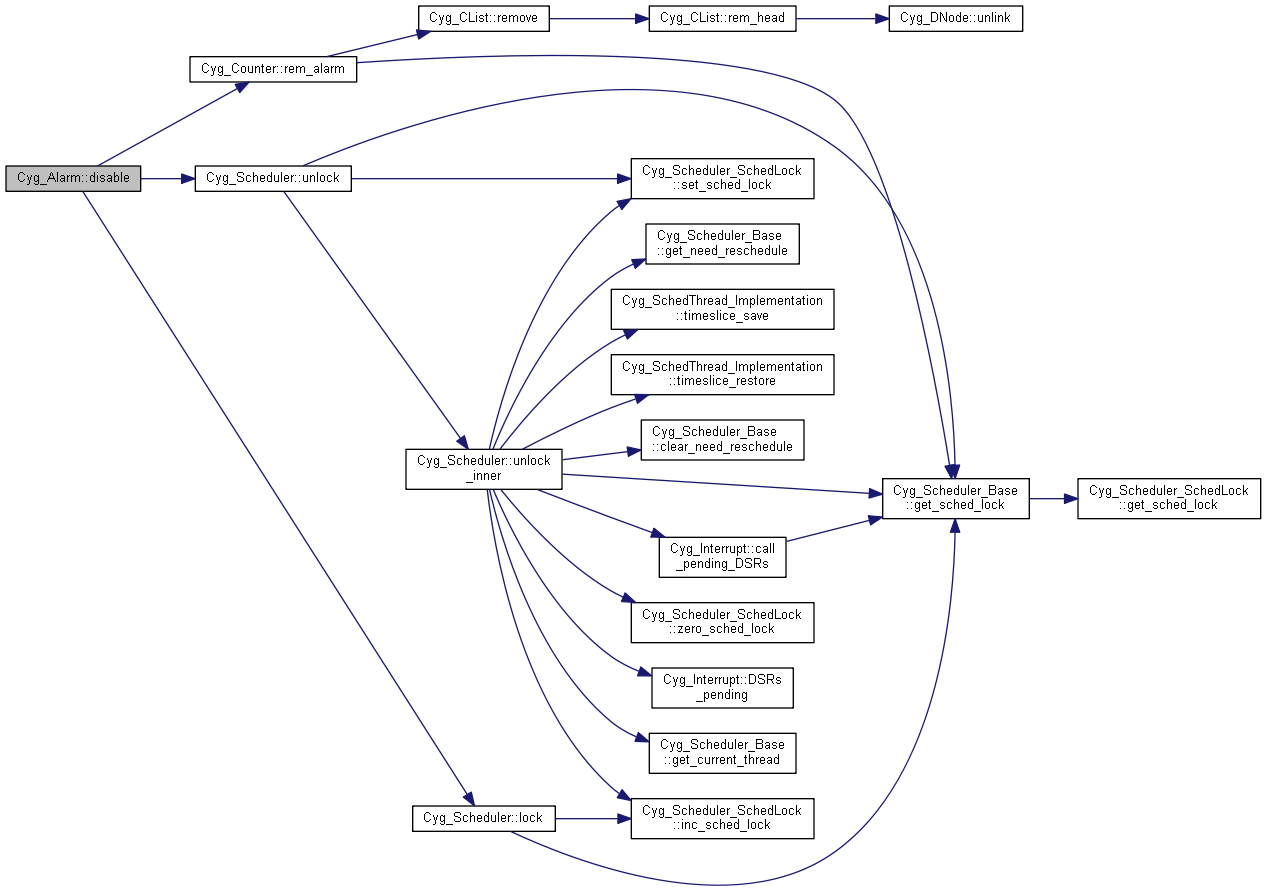 Cyg_CList::remove
Cyg_CList::rem_head
Cyg_DNode::unlink
Cyg_Counter::rem_alarm
Cyg_Alarm::disable
Cyg_Scheduler::unlock
Cyg_Scheduler_SchedLock
::set_sched_lock
Cyg_Scheduler_Base
::get_need_reschedule
Cyg_SchedThread_Implementation
::timeslice_save
Cyg_SchedThread_Implementation
::timeslice_restore
Cyg_Scheduler_Base
::clear_need_reschedule
Cyg_Scheduler::unlock
_inner
Cyg_Scheduler_Base
::get_sched_lock
Cyg_Scheduler_SchedLock
::get_sched_lock
Cyg_Interrupt::call
_pending_DSRs
Cyg_Scheduler_SchedLock
::zero_sched_lock
Cyg_Interrupt::DSRs
_pending
Cyg_Scheduler_Base
::get_current_thread
Cyg_Scheduler::lock
Cyg_Scheduler_SchedLock
::inc_sched_lock